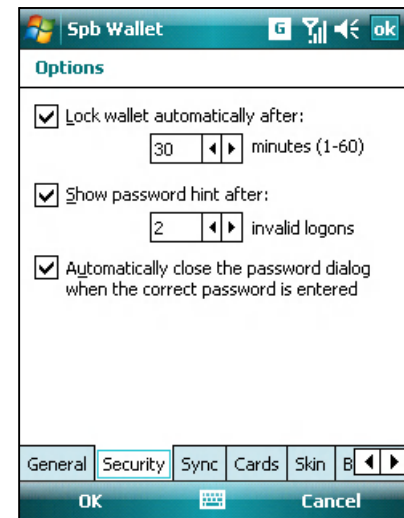 Spb Wallet G ok
Options
Lock wallet automatically after:
30 minutes (1-60)
Show password hint after:
2 invalid logons
Automatically close the password dialog
when the correct password is entered
General Security Sync Cards Skin B
OK Cancel